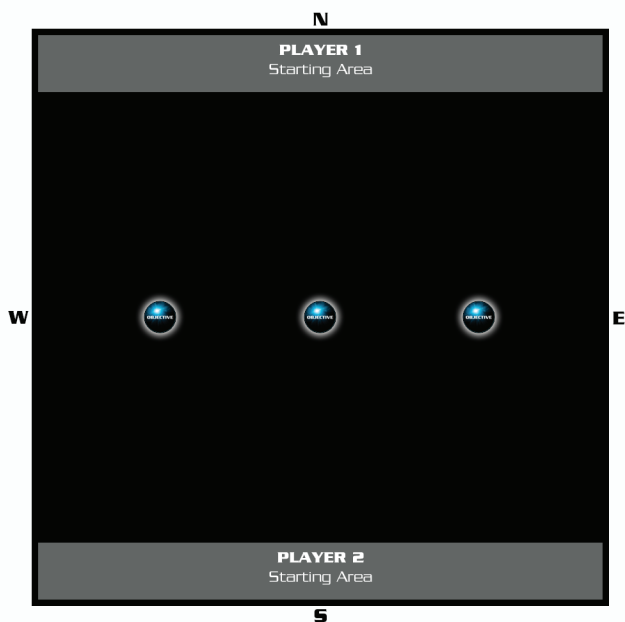 N
PLAYER 1
Starting Area
OBJECTIVE OBJECTIVE OBJECTIVE
W
E
PLAYER 2
Starting Area
S